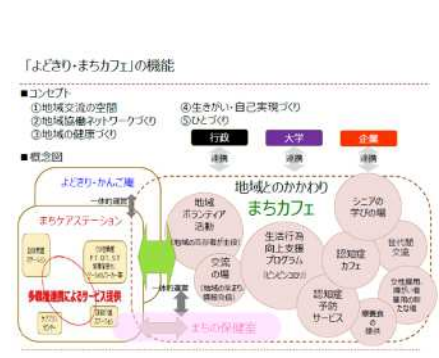 「よどきり・まちカフェ」の機能
■コンセプト
①地域交流の空間
②地域協働ネットワークづくり
③地域の健康づくり
④生きがい・自己実現づくり
⑤ひとづくり
行政
大学
企業
連携
連携
連携
■概念図
よどきり・かんご庵
一体的運営
まちケアステーション
多職種連携によるサービス提供
地域とのかかわり
まちカフェ
地域
ボランティア
活動
交流
の場
生活行為
向上支援
プログラム
(ピンピンコロリ)
シニアの
学びの場
認知症
カフェ
世代間
交流
認知症
予防
サービス
の
提供
一体的運営
まちの保健室